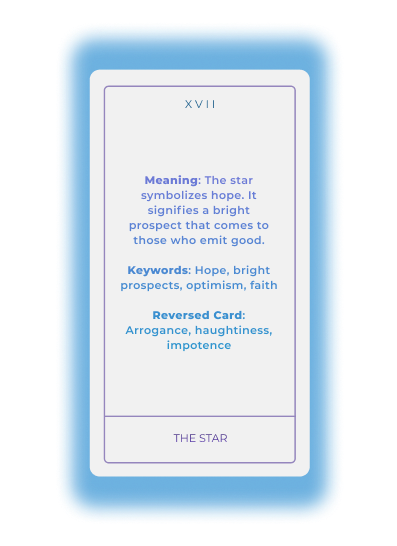 XVII
Meaning: The star
symbolizes hope. It
signifies a bright
prospect that comes to
those who emit good.
Keywords: Hope, bright
prospects, optimism, faith
Reversed Card:
Arrogance, haughtiness,
impotence
THE STAR